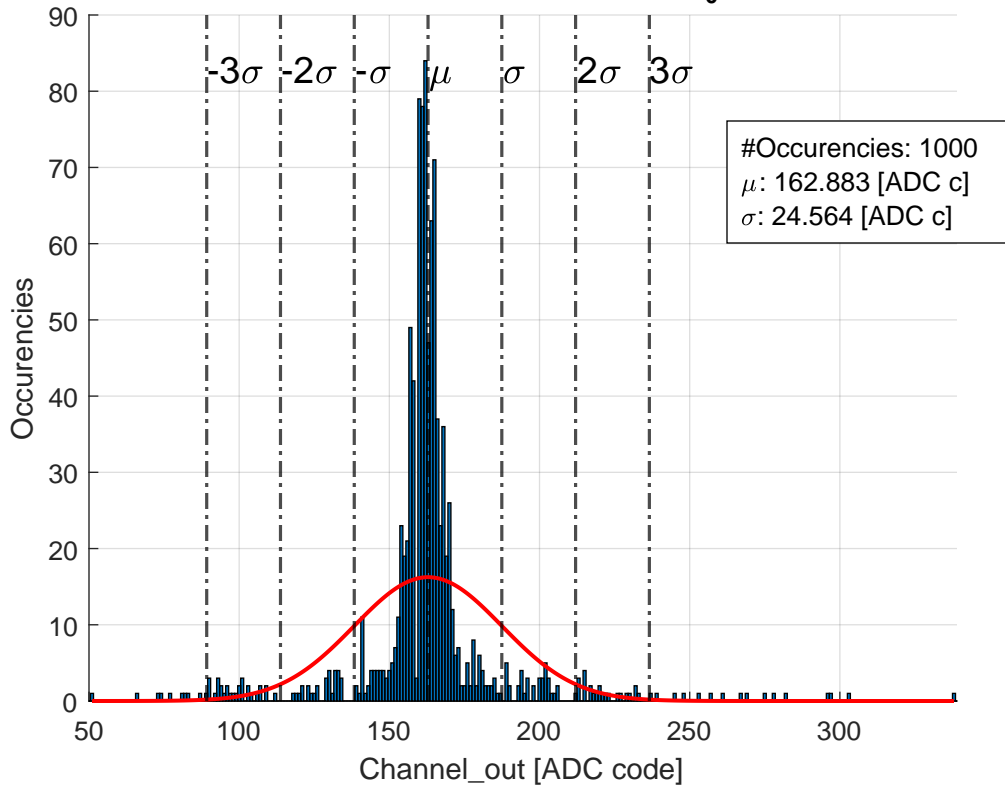 90
80
70
60
50
40
30
20
10
0
Occurencies
-3σ
-2σ
-σ
μ
σ
2σ
3σ
#Occurencies: 1000
μ: 162.883 [ADC c]
σ: 24.564 [ADC c]
50
100
150
200
250
300
Channel_out [ADC code]